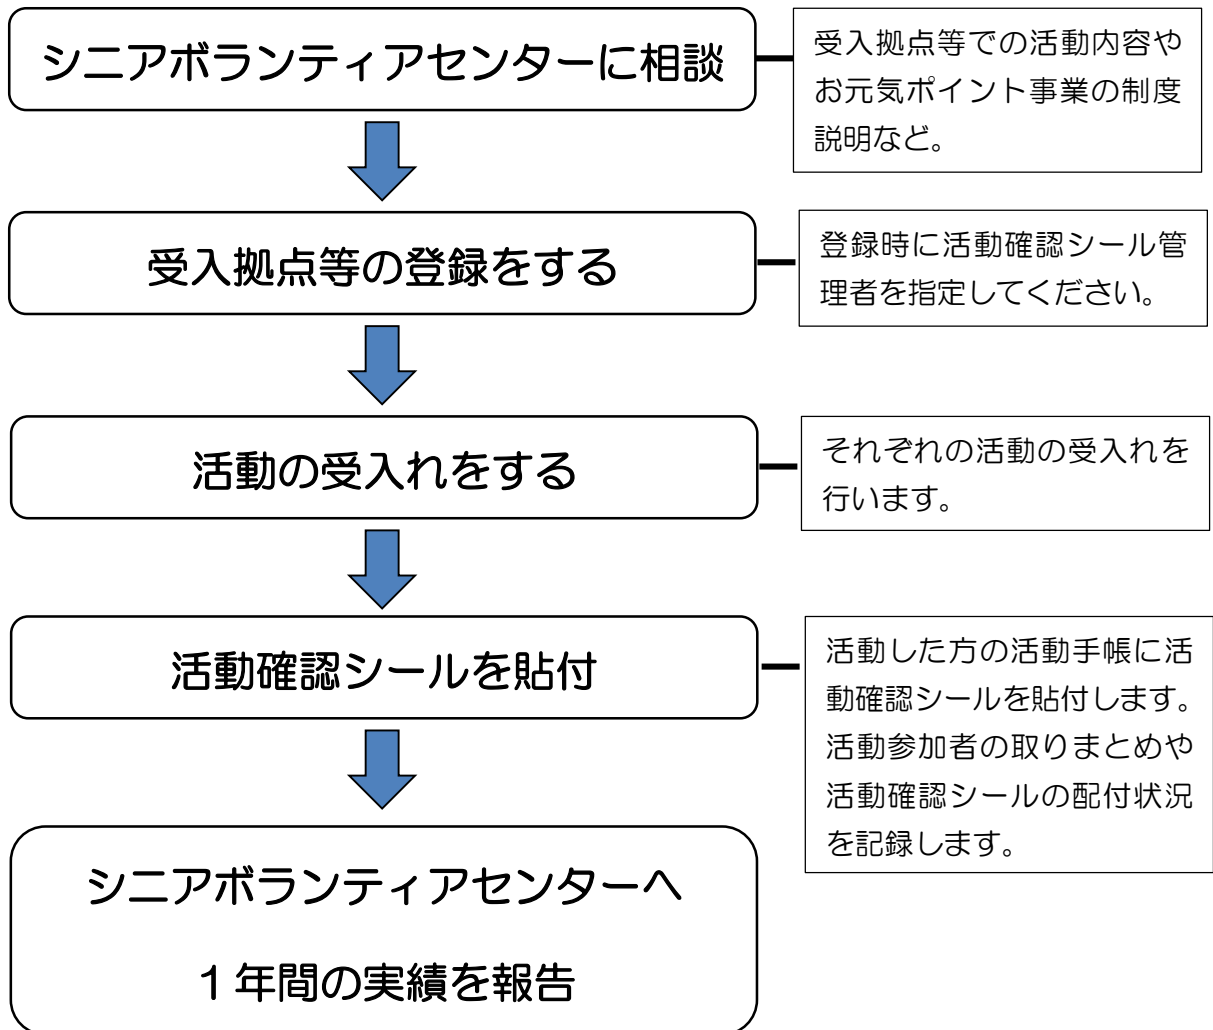 シニアボランティアセンターに相談
受入拠点等での活動内容や
お元気ポイント事業の制度
説明など。
受入拠点等の登録をする
登録時に活動確認シール管
理者を指定してください。
活動の受入れをする
それぞれの活動の受入れを
行います。
活動確認シールを貼付
活動した方の活動手帳に活
動確認シールを貼付します。
活動参加者の取りまとめや
活動確認シールの配付状況
を記録します。
シニアボランティアセンターへ
１年間の実績を報告